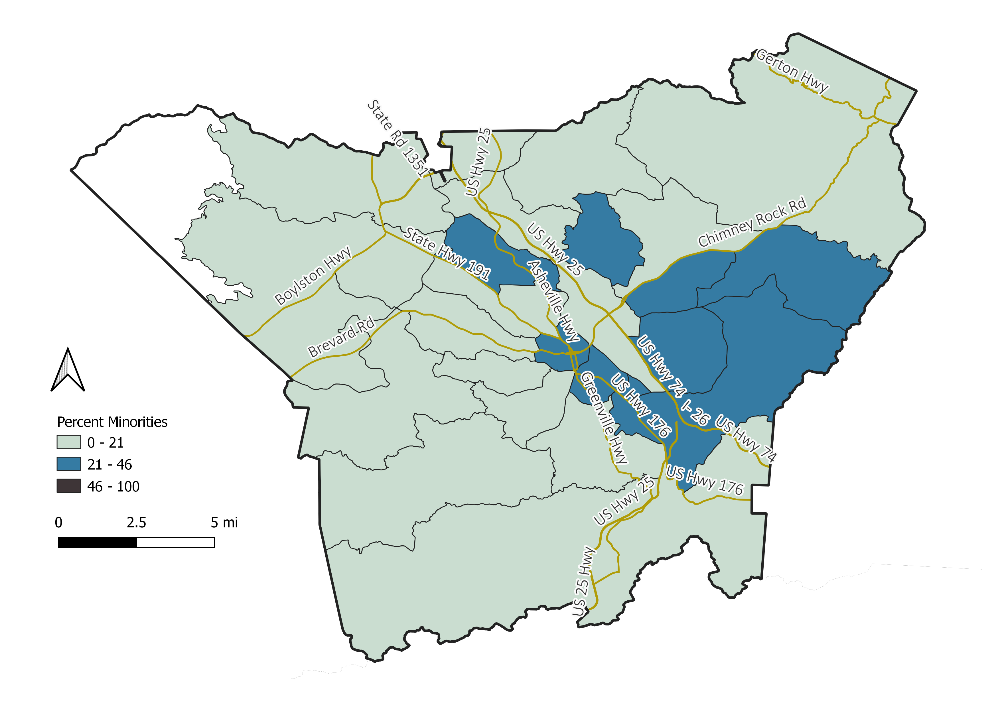 Gerton Hwy
State Rd 1351
US Hwy 25
Chimney Rock Rd
US Hwy 25
State Hwy 191
Boylston Hwy
Asheville Hwy
Brevard Rd
US Hwy 74
Greenville Hwy
US Hwy 176
I- 26
US Hwy 74
US Hwy 176
US Hwy 25
US 25 Hwy
Percent Minorities
0 - 21
21 - 46
46 - 100
0 2.5 5 mi